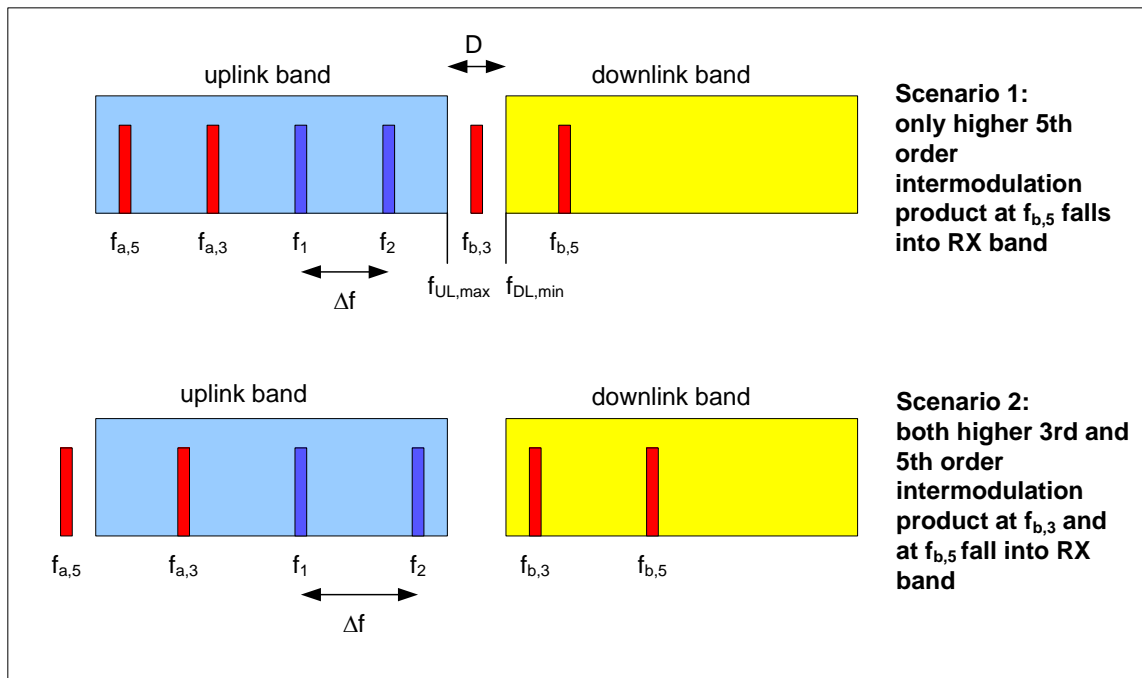 D
uplink band
downlink band
Scenario 1:
only higher 5th
order
intermodulation
product at fb,5 falls
into RX band
fa,5
fa,3
f1
f2
fb,3
fb,5
fUL,max
fDL,min
Δf
uplink band
downlink band
Scenario 2:
both higher 3rd and
5th order
intermodulation
product at fb,3 and
at fb,5 fall into RX
band
fa,5
fa,3
f1
f2
fb,3
fb,5
Δf